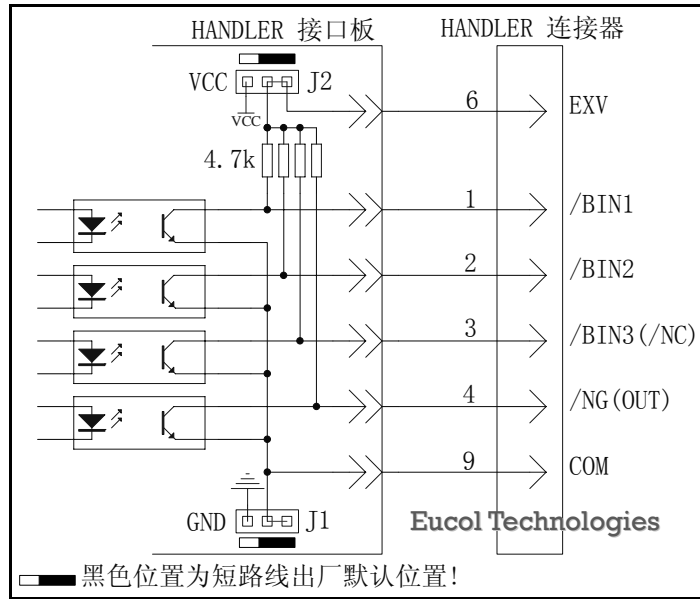 HANDLER 接口板 HANDLER 连接器
VCC J2
VCC
6 EXV
4.7k
1 /BIN1
2 /BIN2
3 /BIN3(/NC)
4 /NG(OUT)
9 COM
GND J1
Eucol Technologies
黑色位置为短路线出厂默认位置!